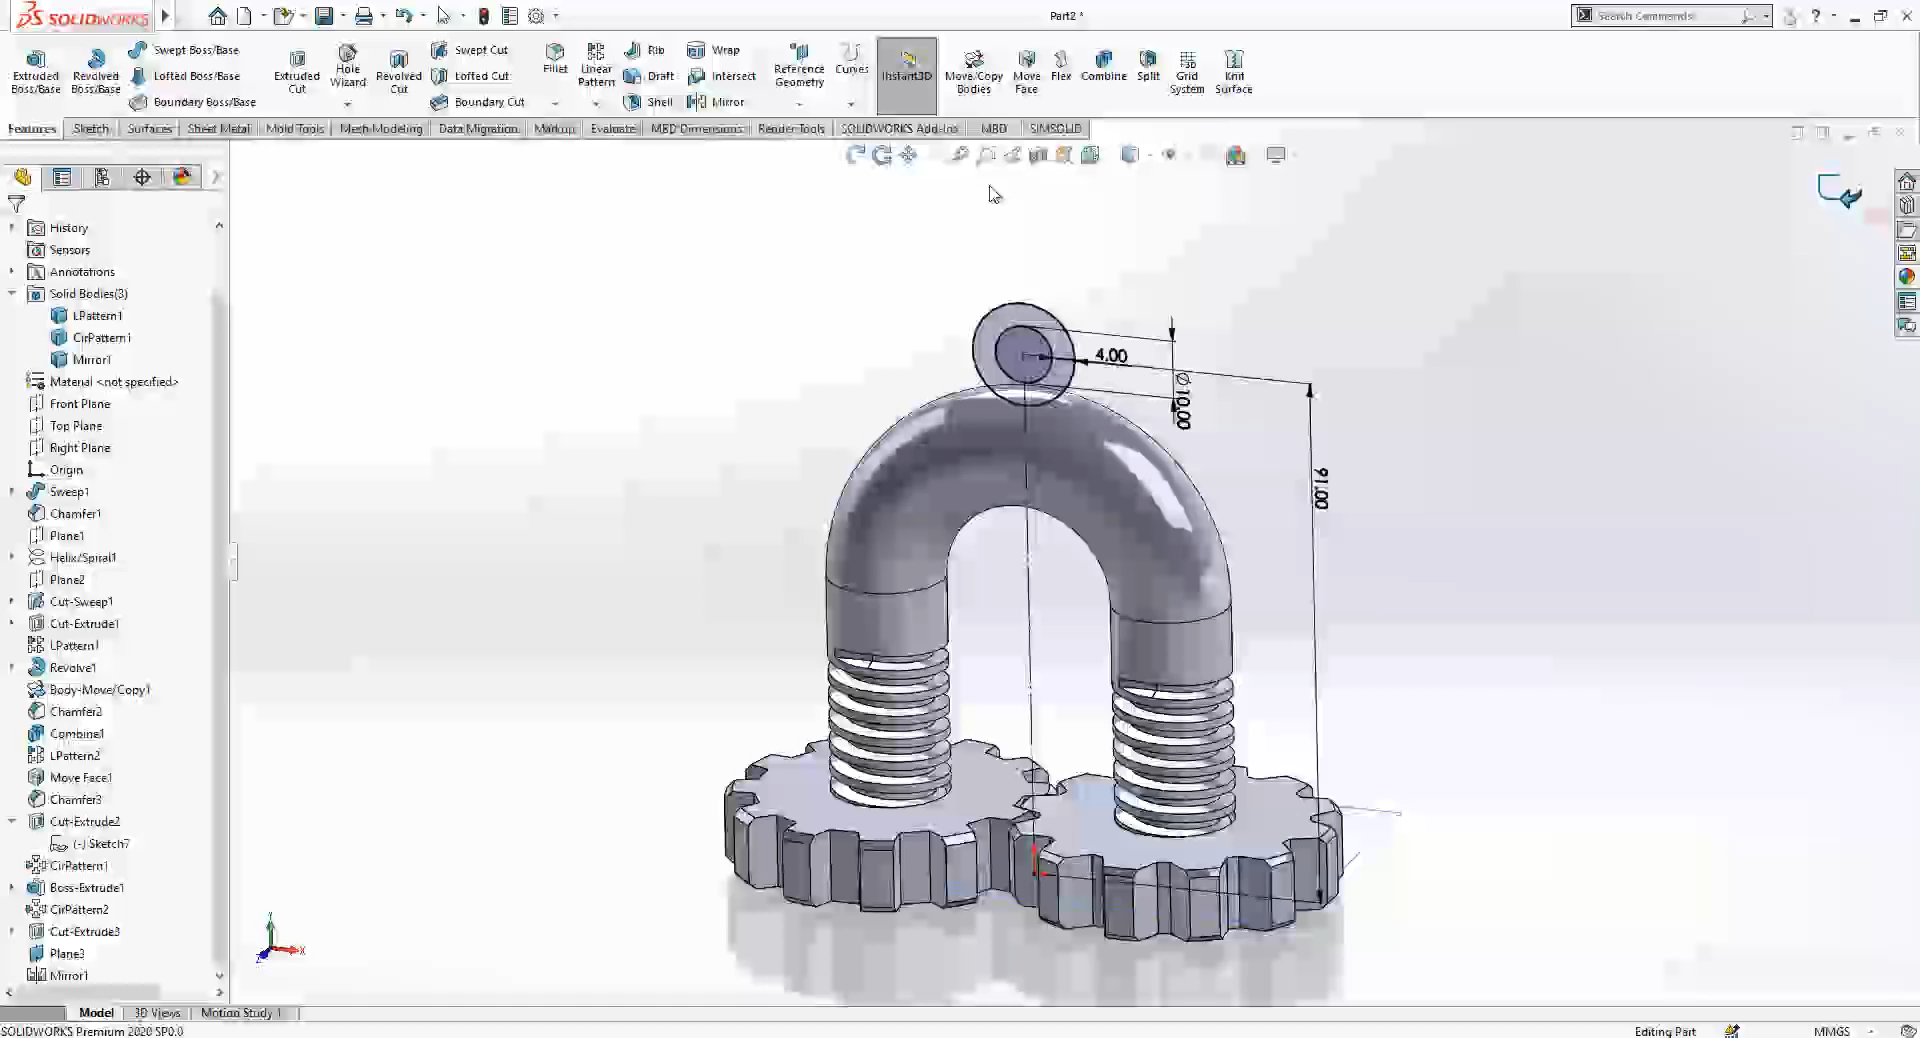 SOLIDWORKS
Part2 *
Search Commands
Extruded Boss/Base
Revolved Boss/Base
Swept Boss/Base
Lofted Boss/Base
Boundary Boss/Base
Extruded Cut
Hole Wizard
Revolved Cut
Swept Cut
Lofted Cut
Boundary Cut
Fillet
Linear Pattern
Rib
Draft
Shell
Wrap
Intersect
Mirror
Reference Geometry
Curves
Instant3D
Move/Copy Bodies
Move Face
Flex
Combine
Split
Grid System
Knit Surface
Features
Sketch
Surfaces
Sheet Metal
Mold Tools
Mesh Modeling
Data Migration
Markup
Evaluate
MBD Dimensions
Render Tools
SOLIDWORKS Add-Ins
MBD
SIMSOLID
History
Sensors
Annotations
Solid Bodies(3)
LPattern1
CirPattern1
Mirror1
Material <not specified>
Front Plane
Top Plane
Right Plane
Origin
Sweep1
Chamfer1
Plane1
Helix/Spiral1
Plane2
Cut-Sweep1
Cut-Extrude1
LPattern1
Revolve1
Body-Move/Copy1
Chamfer2
Combine1
LPattern2
Move Face1
Chamfer3
Cut-Extrude2
(-) Sketch7
CirPattern1
Boss-Extrude1
CirPattern2
Cut-Extrude3
Plane3
Mirror1
4.00
⌀ 10.00
91.00
Y
X
Z
Model
3D Views
Motion Study 1
SOLIDWORKS Premium 2020 SP0.0
Editing Part
MMGS